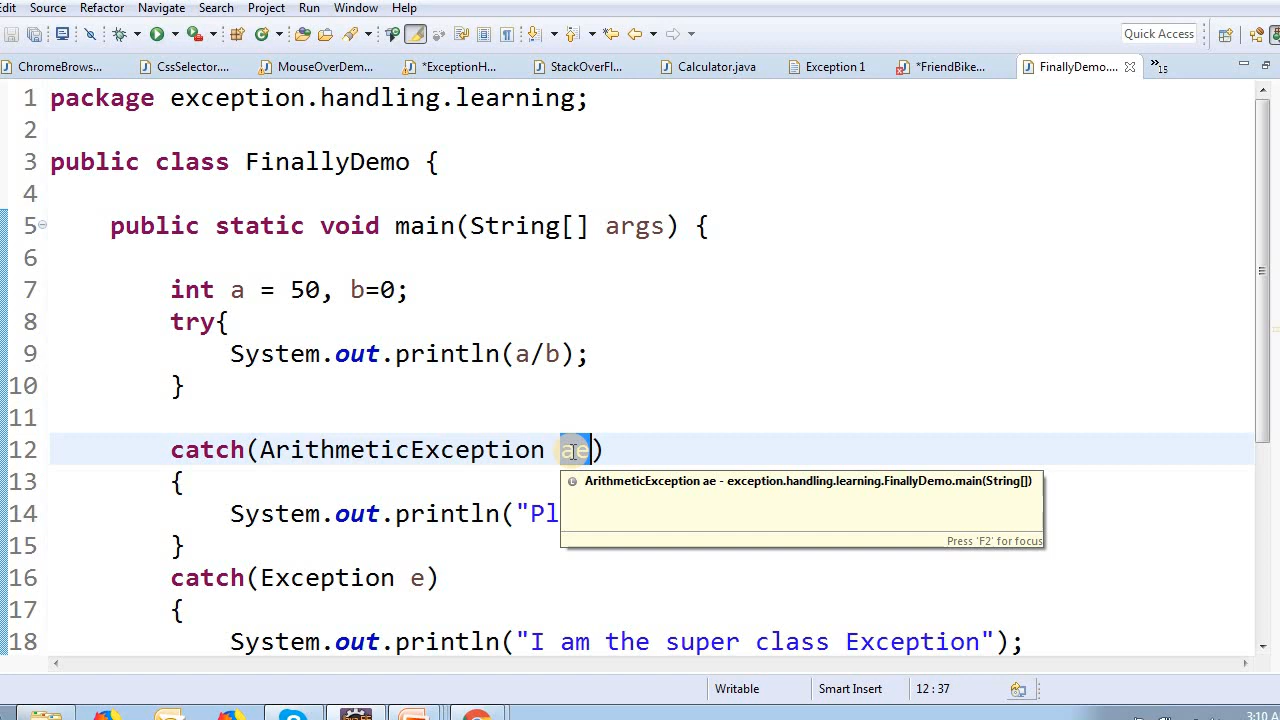 Edit Source Refactor Navigate Search Project Run Window Help
Quick Access
ChromeBrows... CssSelector.... MouseOverDem... *ExceptionH... StackOverFl... Calculator.java Exception 1 *FriendBike.... FinallyDemo.... »15
1 package exception.handling.learning;
2
3 public class FinallyDemo {
4
5 public static void main(String[] args) {
6
7 int a = 50, b=0;
8 try{
9 System.out.println(a/b);
10 }
11
12 catch(ArithmeticException ae)
13 {
ArithmeticException ae - exception.handling.learning.FinallyDemo.main(String[])
14 System.out.println("Pl
Press 'F2' for focus
15 }
16 catch(Exception e)
17 {
18 System.out.println("I am the super class Exception");
Writable Smart Insert 12 : 37
3:10 A